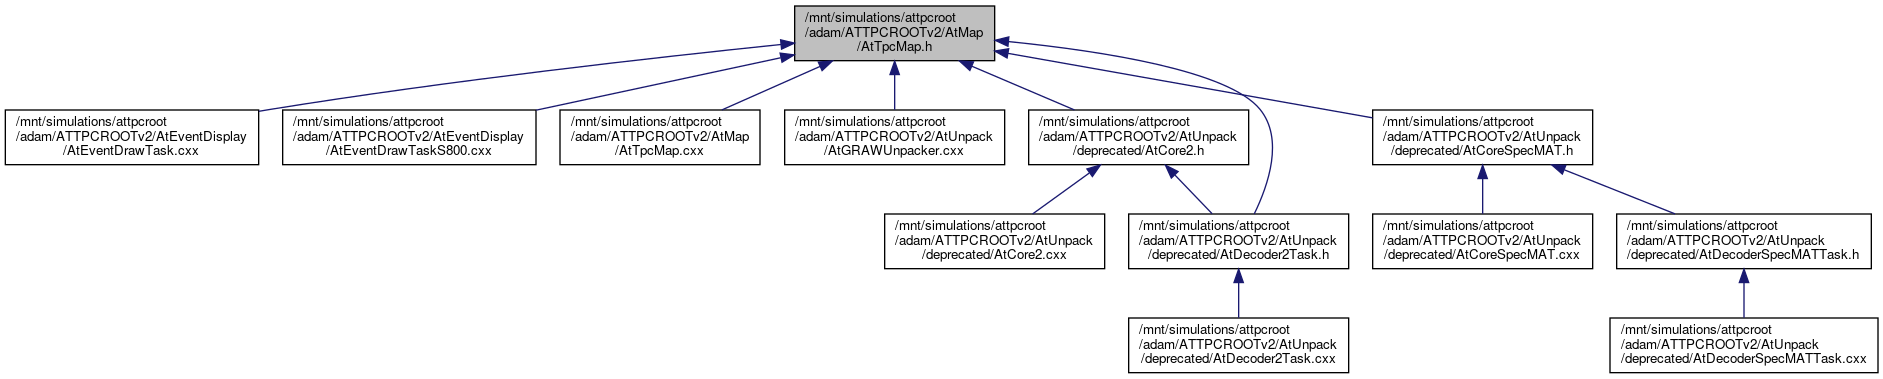 /mnt/simulations/attpcroot
/adam/ATTPCROOTv2/AtMap
/AtTpcMap.h
/mnt/simulations/attpcroot
/adam/ATTPCROOTv2/AtEventDisplay
/AtEventDrawTask.cxx
/mnt/simulations/attpcroot
/adam/ATTPCROOTv2/AtEventDisplay
/AtEventDrawTaskS800.cxx
/mnt/simulations/attpcroot
/adam/ATTPCROOTv2/AtMap
/AtTpcMap.cxx
/mnt/simulations/attpcroot
/adam/ATTPCROOTv2/AtUnpack
/AtGRAWUnpacker.cxx
/mnt/simulations/attpcroot
/adam/ATTPCROOTv2/AtUnpack
/deprecated/AtCore2.h
/mnt/simulations/attpcroot
/adam/ATTPCROOTv2/AtUnpack
/deprecated/AtCoreSpecMAT.h
/mnt/simulations/attpcroot
/adam/ATTPCROOTv2/AtUnpack
/deprecated/AtCore2.cxx
/mnt/simulations/attpcroot
/adam/ATTPCROOTv2/AtUnpack
/deprecated/AtDecoder2Task.h
/mnt/simulations/attpcroot
/adam/ATTPCROOTv2/AtUnpack
/deprecated/AtCoreSpecMAT.cxx
/mnt/simulations/attpcroot
/adam/ATTPCROOTv2/AtUnpack
/deprecated/AtDecoderSpecMATTask.h
/mnt/simulations/attpcroot
/adam/ATTPCROOTv2/AtUnpack
/deprecated/AtDecoder2Task.cxx
/mnt/simulations/attpcroot
/adam/ATTPCROOTv2/AtUnpack
/deprecated/AtDecoderSpecMATTask.cxx